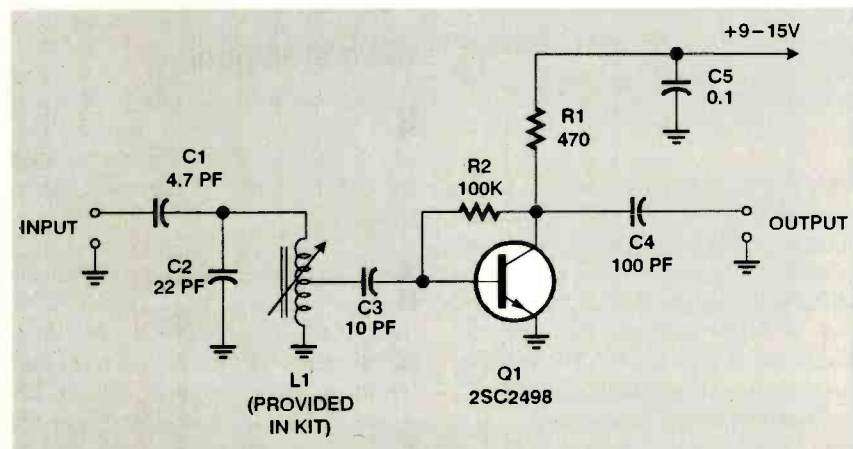 +9–15V
C5
0.1
R1
470
R2
100K
C1
4.7 PF
INPUT
C2
22 PF
C3
10 PF
C4
100 PF
OUTPUT
L1
(PROVIDED
IN KIT)
Q1
2SC2498